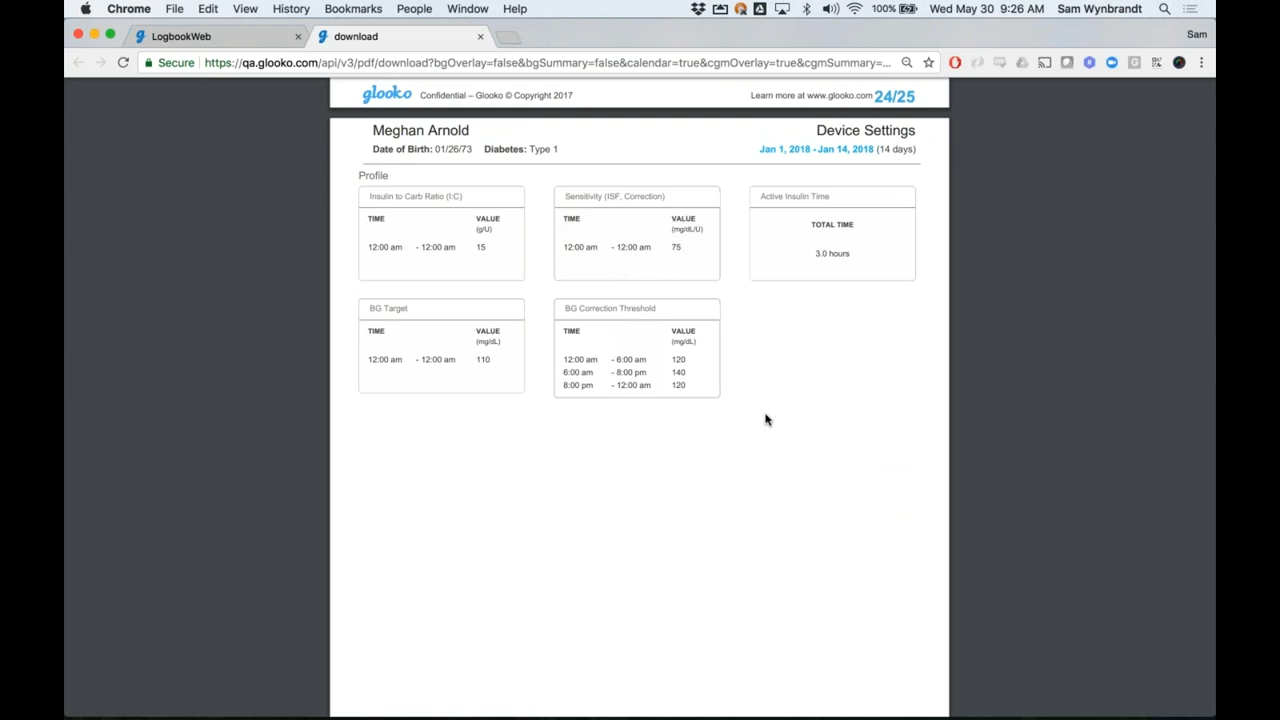 Chrome File Edit View History Bookmarks People Window Help 100% Wed May 30 9:26 AM Sam Wynbrandt
LogbookWeb download Sam
Secure https://qa.glooko.com/api/v3/pdf/download?bgOverlay=false&bgSummary=false&calendar=true&cgmOverlay=true&cgmSummary=...
glooko Confidential – Glooko © Copyright 2017 Learn more at www.glooko.com 24/25
Meghan Arnold Device Settings
Date of Birth: 01/26/73 Diabetes: Type 1 Jan 1, 2018 - Jan 14, 2018 (14 days)
Profile
Insulin to Carb Ratio (I:C)
TIME VALUE
(g/U)
12:00 am - 12:00 am 15
Sensitivity (ISF, Correction)
TIME VALUE
(mg/dL/U)
12:00 am - 12:00 am 75
Active Insulin Time
TOTAL TIME
3.0 hours
BG Target
TIME VALUE
(mg/dL)
12:00 am - 12:00 am 110
BG Correction Threshold
TIME VALUE
(mg/dL)
12:00 am - 6:00 am 120
6:00 am - 8:00 pm 140
8:00 pm - 12:00 am 120